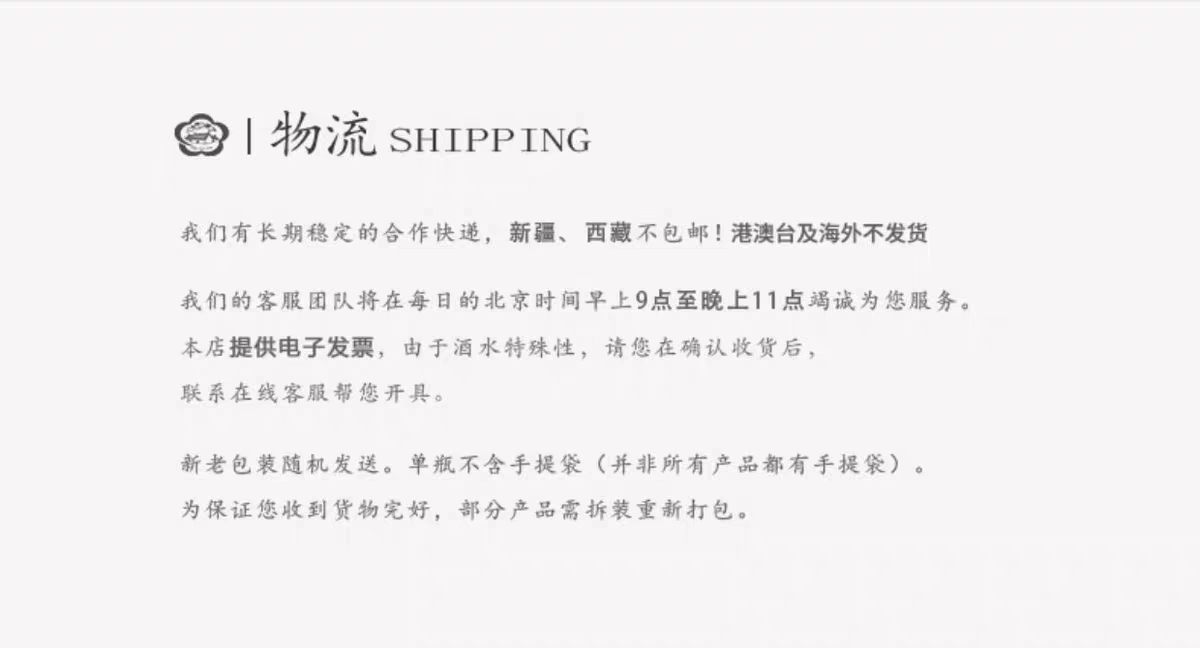 物流 SHIPPING
我们有长期稳定的合作快递，新疆、西藏不包邮！港澳台及海外不发货
我们的客服团队将在每日的北京时间早上9点至晚上11点竭诚为您服务。
本店提供电子发票，由于酒水特殊性，请您在确认收货后，
联系在线客服帮您开具。
新老包装随机发送。单瓶不含手提袋（并非所有产品都有手提袋）。
为保证您收到货物完好，部分产品需拆装重新打包。